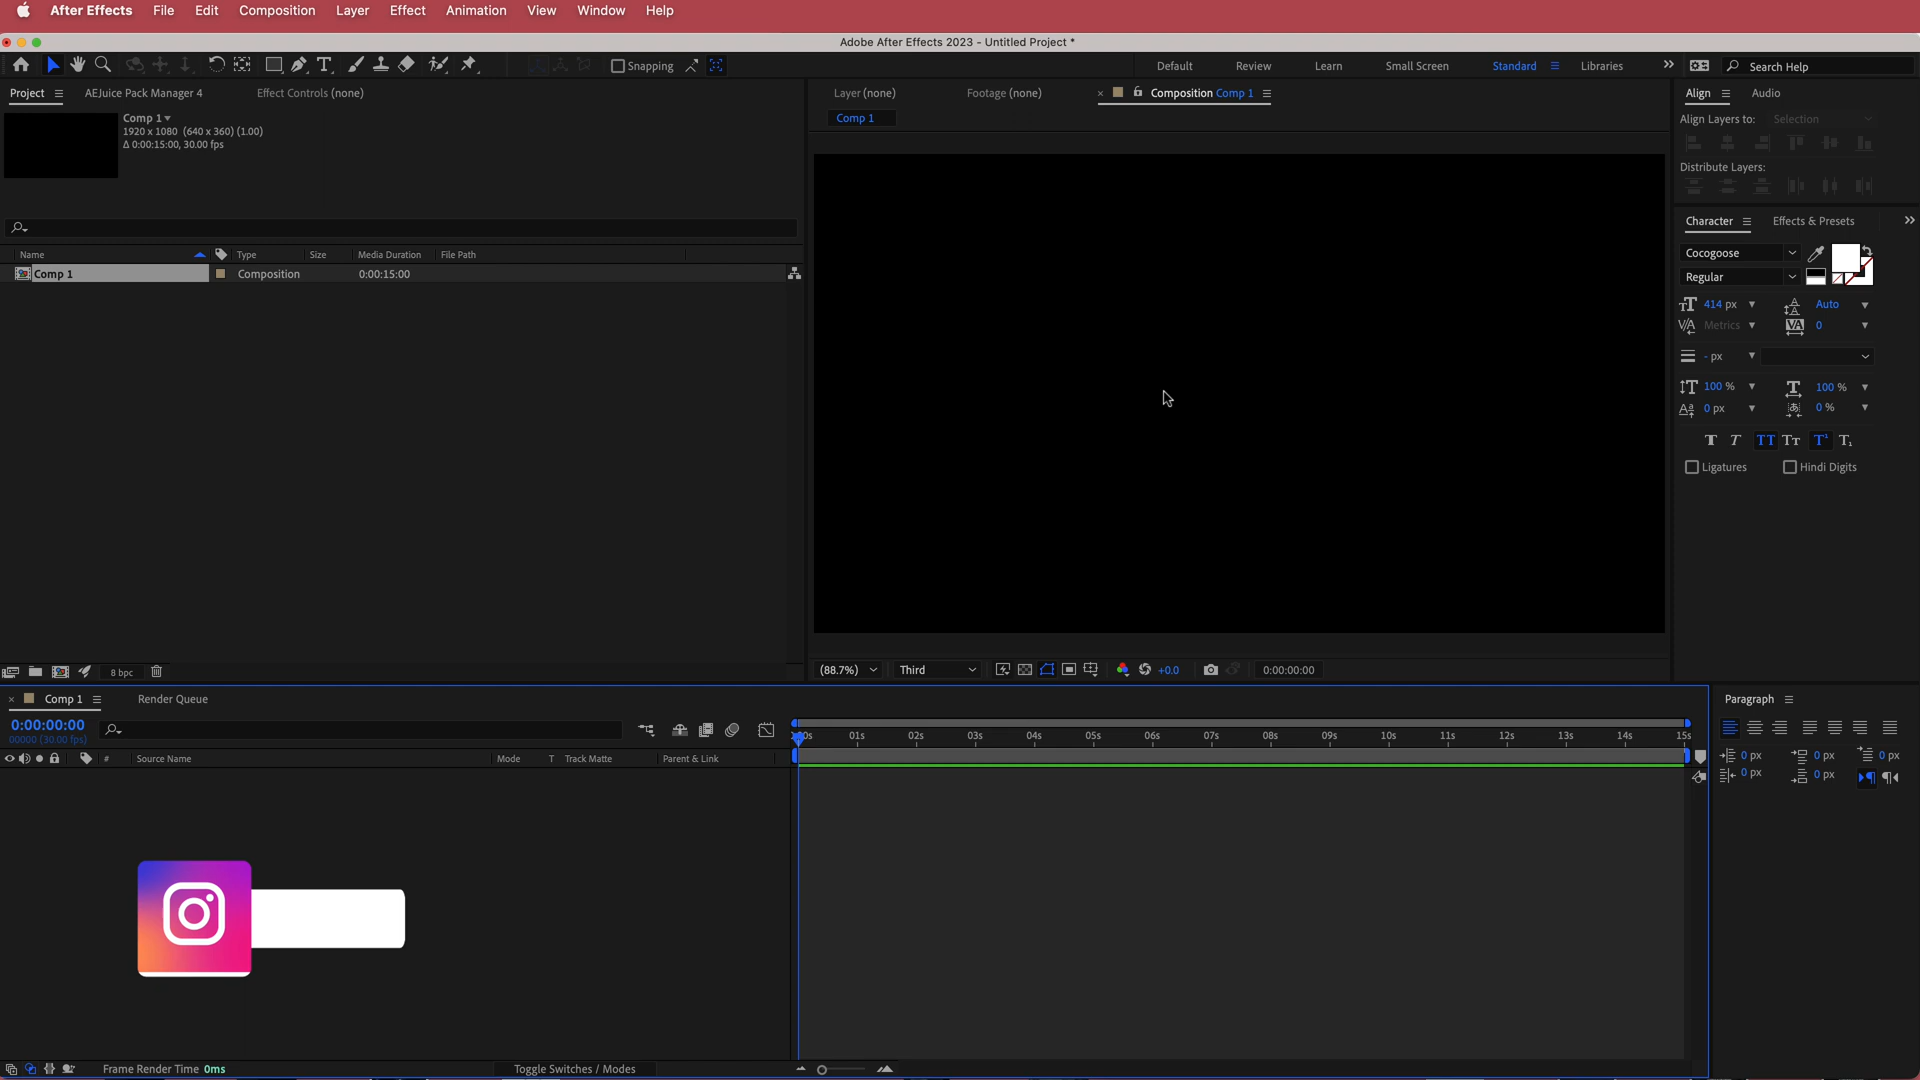 After Effects File Edit Composition Layer Effect Animation View Window Help
Adobe After Effects 2023 - Untitled Project *
Snapping Default Review Learn Small Screen Standard Libraries Search Help
Project AEJuice Pack Manager 4 Effect Controls (none)
Layer (none) Footage (none) Composition Comp 1
Align Audio
Comp 1
1920 x 1080 (640 x 360) (1.00)
Δ 0:00:15:00, 30.00 fps
Comp 1
Align Layers to: Selection
Distribute Layers:
Character Effects & Presets
Name Type Size Media Duration File Path
Comp 1 Composition 0:00:15:00
Cocogoose
Regular
414 px Auto
Metrics 0
- px
100 % 100 %
0 px 0 %
Ligatures Hindi Digits
8 bpc
(88.7%) Third +0.0 0:00:00:00
Comp 1 Render Queue
0:00:00:00
00000 (30.00 fps)
01s 02s 03s 04s 05s 06s 07s 08s 09s 10s 11s 12s 13s 14s 15s
# Source Name Mode T Track Matte Parent & Link
Paragraph
0 px 0 px 0 px
0 px 0 px
Frame Render Time 0ms Toggle Switches / Modes